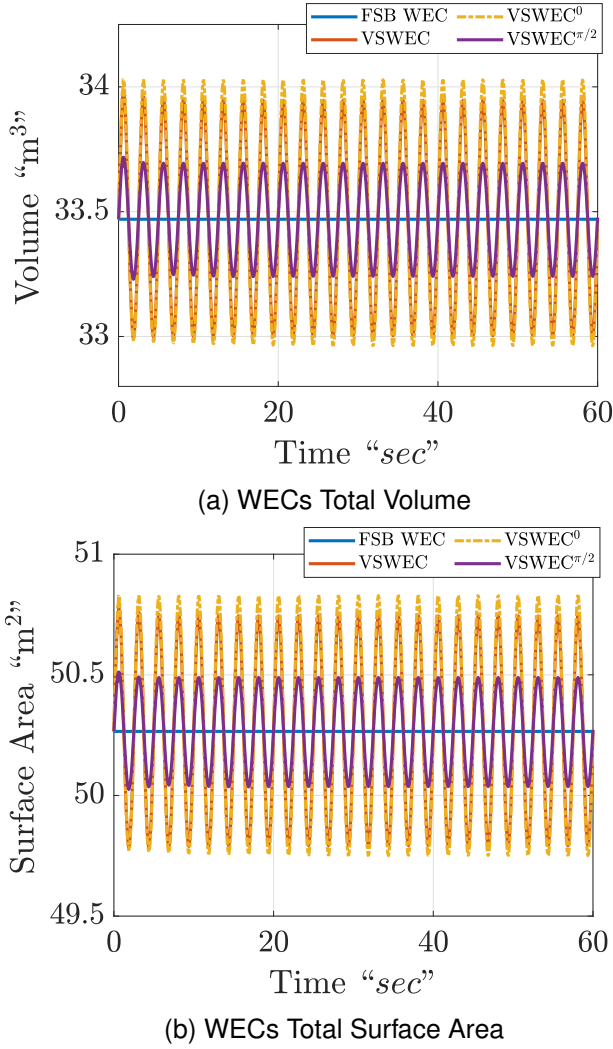 FSB WEC VSWEC⁰
VSWEC VSWEC^π/2
34
33.5
33
Volume “m³”
0 20 40 60
Time “sec”
(a) WECs Total Volume
FSB WEC VSWEC⁰
VSWEC VSWEC^π/2
51
50.5
50
49.5
Surface Area “m²”
0 20 40 60
Time “sec”
(b) WECs Total Surface Area